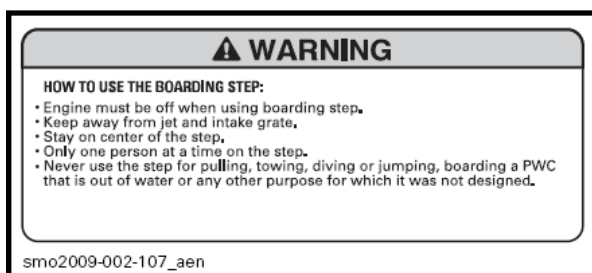 WARNING
HOW TO USE THE BOARDING STEP:
• Engine must be off when using boarding step.
• Keep away from jet and intake grate.
• Stay on center of the step.
• Only one person at a time on the step.
• Never use the step for pulling, towing, diving or jumping, boarding a PWC
that is out of water or any other purpose for which it was not designed.
smo2009-002-107_aen